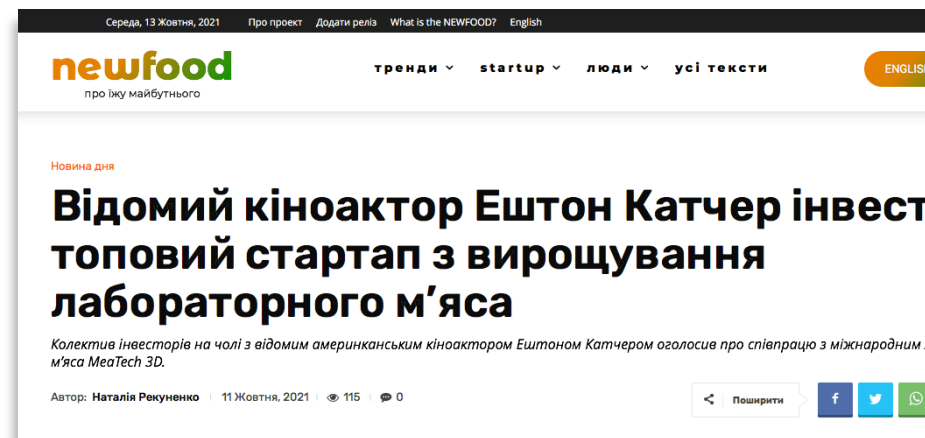 Середа, 13 Жовтня, 2021 Про проект Додати реліз What is the NEWFOOD? English
newfood
про їжу майбутнього
тренди startup люди усі тексти
ENGLIS
Новина дня
Відомий кіноактор Ештон Катчер інвест
топовий стартап з вирощування
лабораторного м’яса
Колектив інвесторів на чолі з відомим америнканським кіноактором Ештоном Катчером оголосив про співпрацю з міжнародним
м’яса MeaTech 3D.
Автор: Наталія Рекуненко 11 Жовтня, 2021 115 0
Поширити